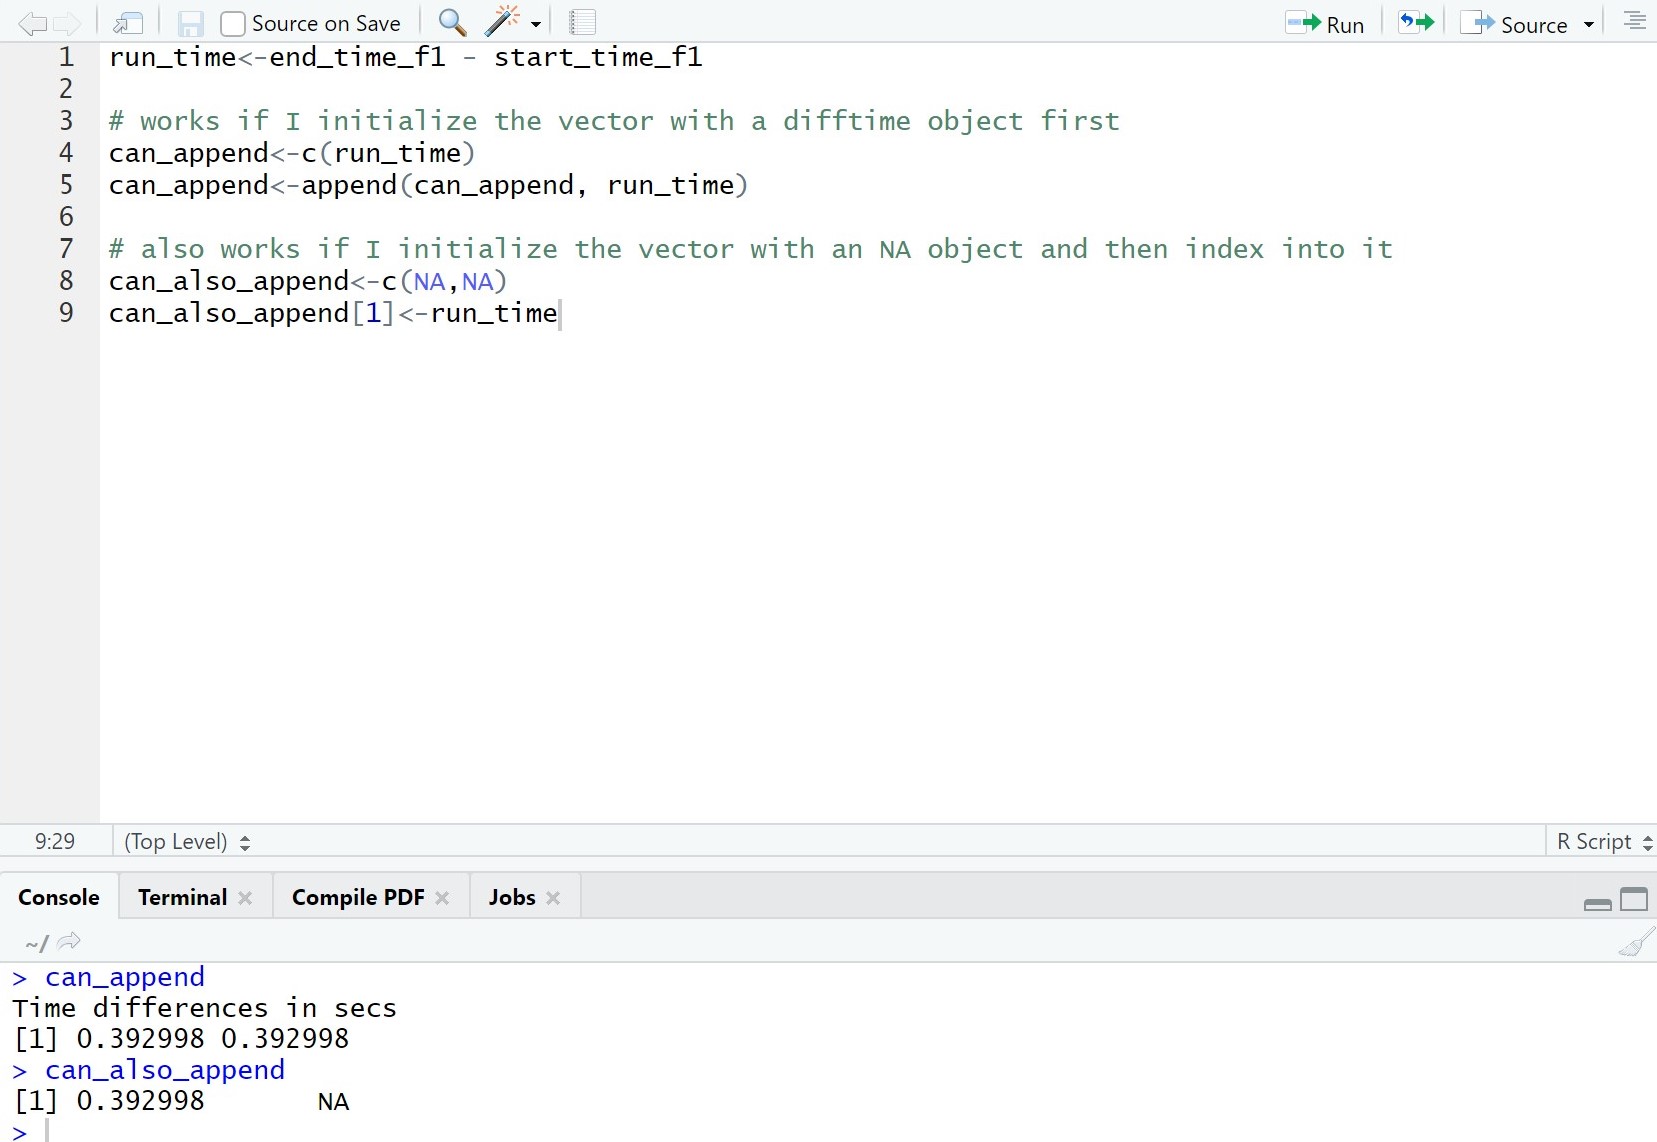 Source on Save Run Source
1 run_time<-end_time_f1 - start_time_f1
2
3 # works if I initialize the vector with a difftime object first
4 can_append<-c(run_time)
5 can_append<-append(can_append, run_time)
6
7 # also works if I initialize the vector with an NA object and then index into it
8 can_also_append<-c(NA,NA)
9 can_also_append[1]<-run_time
9:29 (Top Level) R Script
Console Terminal Compile PDF Jobs
~/
> can_append
Time differences in secs
[1] 0.392998 0.392998
> can_also_append
[1] 0.392998       NA
>